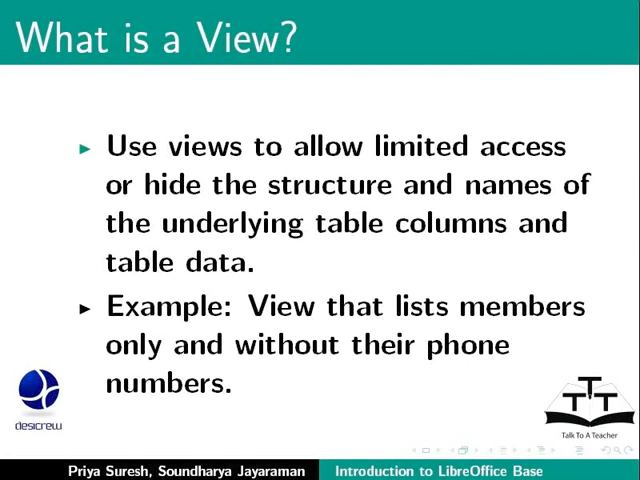 What is a View?
Use views to allow limited access
or hide the structure and names of
the underlying table columns and
table data.
Example: View that lists members
only and without their phone
numbers.
desicrew
TTT
Talk To A Teacher
Priya Suresh, Soundharya Jayaraman Introduction to LibreOffice Base